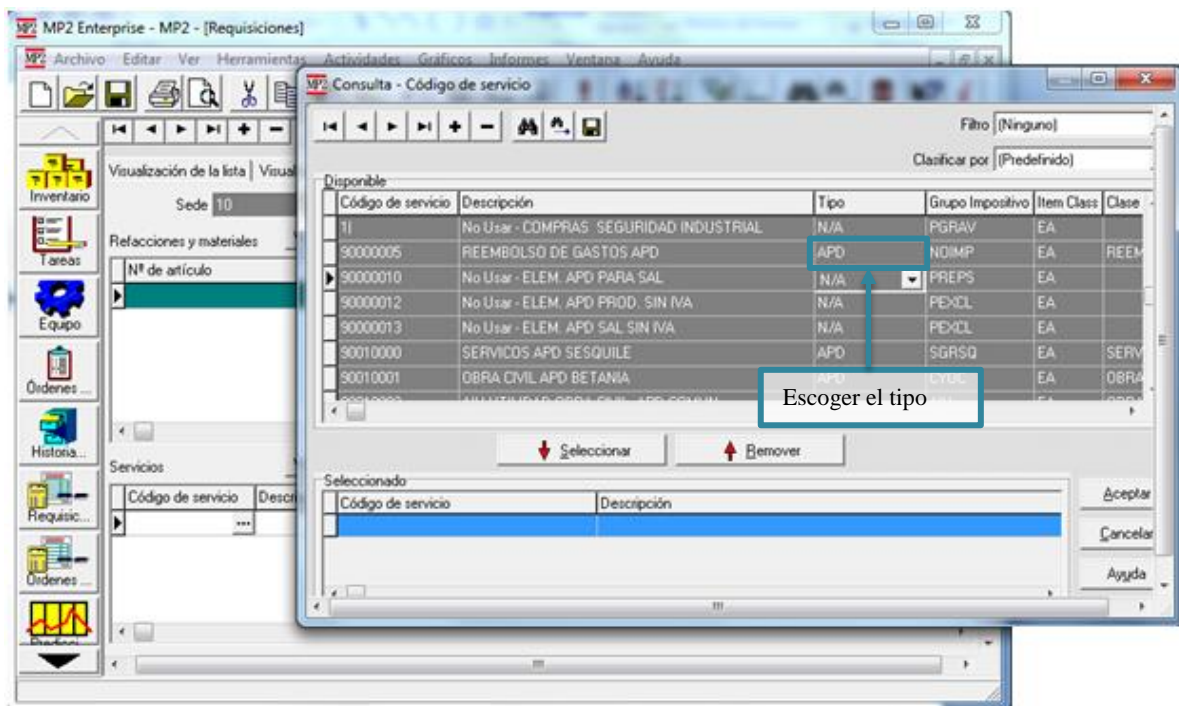 MP2 Enterprise - MP2 - [Requisiciones]
Archivo Editar Ver Herramientas Actividades Gráficos Informes Ventana Ayuda
Visualización de la lista
Sede 10
Refacciones y materiales
Nº de artículo
Servicios
Código de servicio
Inventario
Tareas
Equipo
Órdenes ...
Historia...
Requisic...
Órdenes ...
Consulta - Código de servicio
Filtro (Ninguno)
Clasificar por (Predefinido)
Disponible
Código de servicio Descripción Tipo Grupo Impositivo Item Class Clase
1| No Usar - COMPRAS SEGURIDAD INDUSTRIAL N/A PGRAV EA
90000005 REEMBOLSO DE GASTOS APD APD NOIMP EA REEM
90000010 No Usar - ELEM. APD PARA SAL N/A PREPS EA
90000012 No Usar - ELEM. APD PROD. SIN IVA N/A PEXCL EA
90000013 No Usar - ELEM. APD SAL SIN IVA N/A PEXCL EA
90010000 SERVICOS APD SESQUILE APD SGRSQ EA SERV
90010001 OBRA CIVIL APD BETANIA EA OBRA
Escoger el tipo
Seleccionar Remover
Seleccionado
Código de servicio Descripción
Aceptar
Cancelar
Ayuda